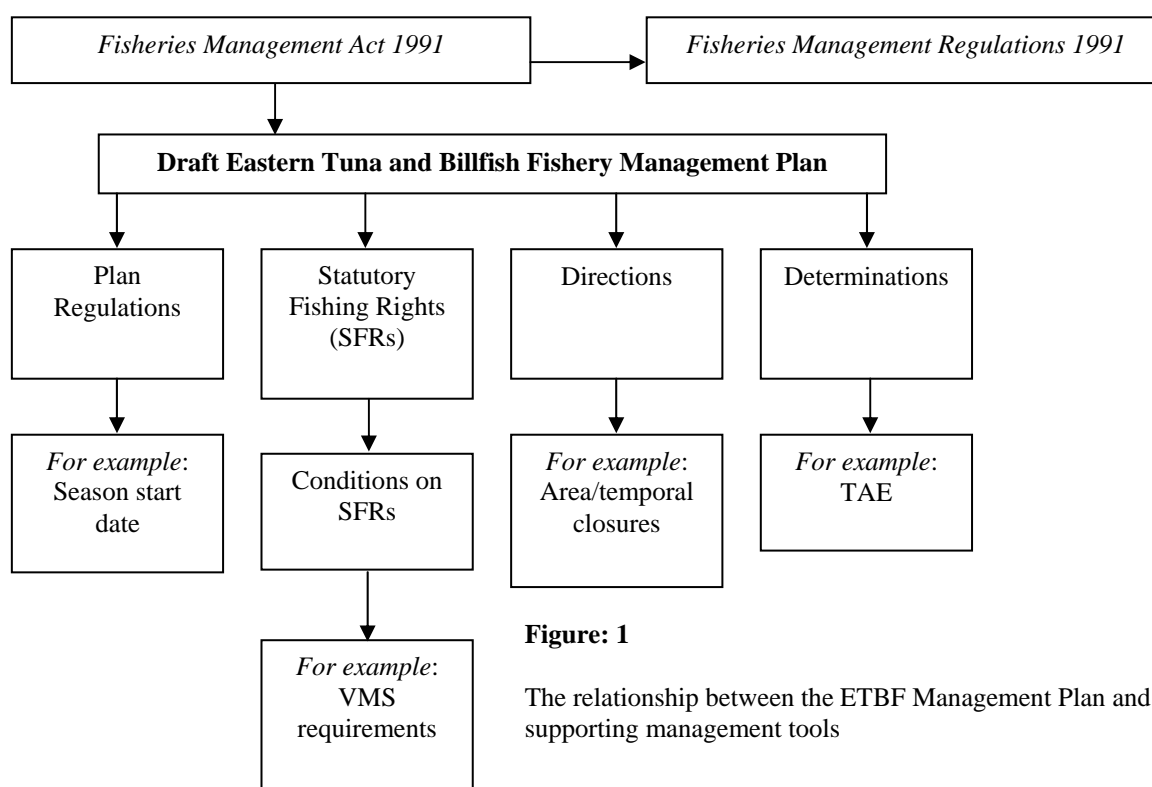 Fisheries Management Act 1991
Fisheries Management Regulations 1991
Draft Eastern Tuna and Billfish Fishery Management Plan
Plan
Regulations
Statutory
Fishing Rights
(SFRs)
Directions
Determinations
For example:
Season start
date
Conditions on
SFRs
For example:
Area/temporal
closures
For example:
TAE
For example:
VMS
requirements
Figure: 1
The relationship between the ETBF Management Plan and
supporting management tools